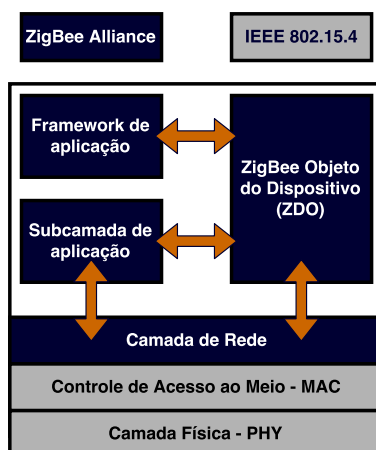 ZigBee Alliance
IEEE 802.15.4
Framework de
aplicação
ZigBee Objeto
do Dispositivo
(ZDO)
Subcamada de
aplicação
Camada de Rede
Controle de Acesso ao Meio - MAC
Camada Física - PHY